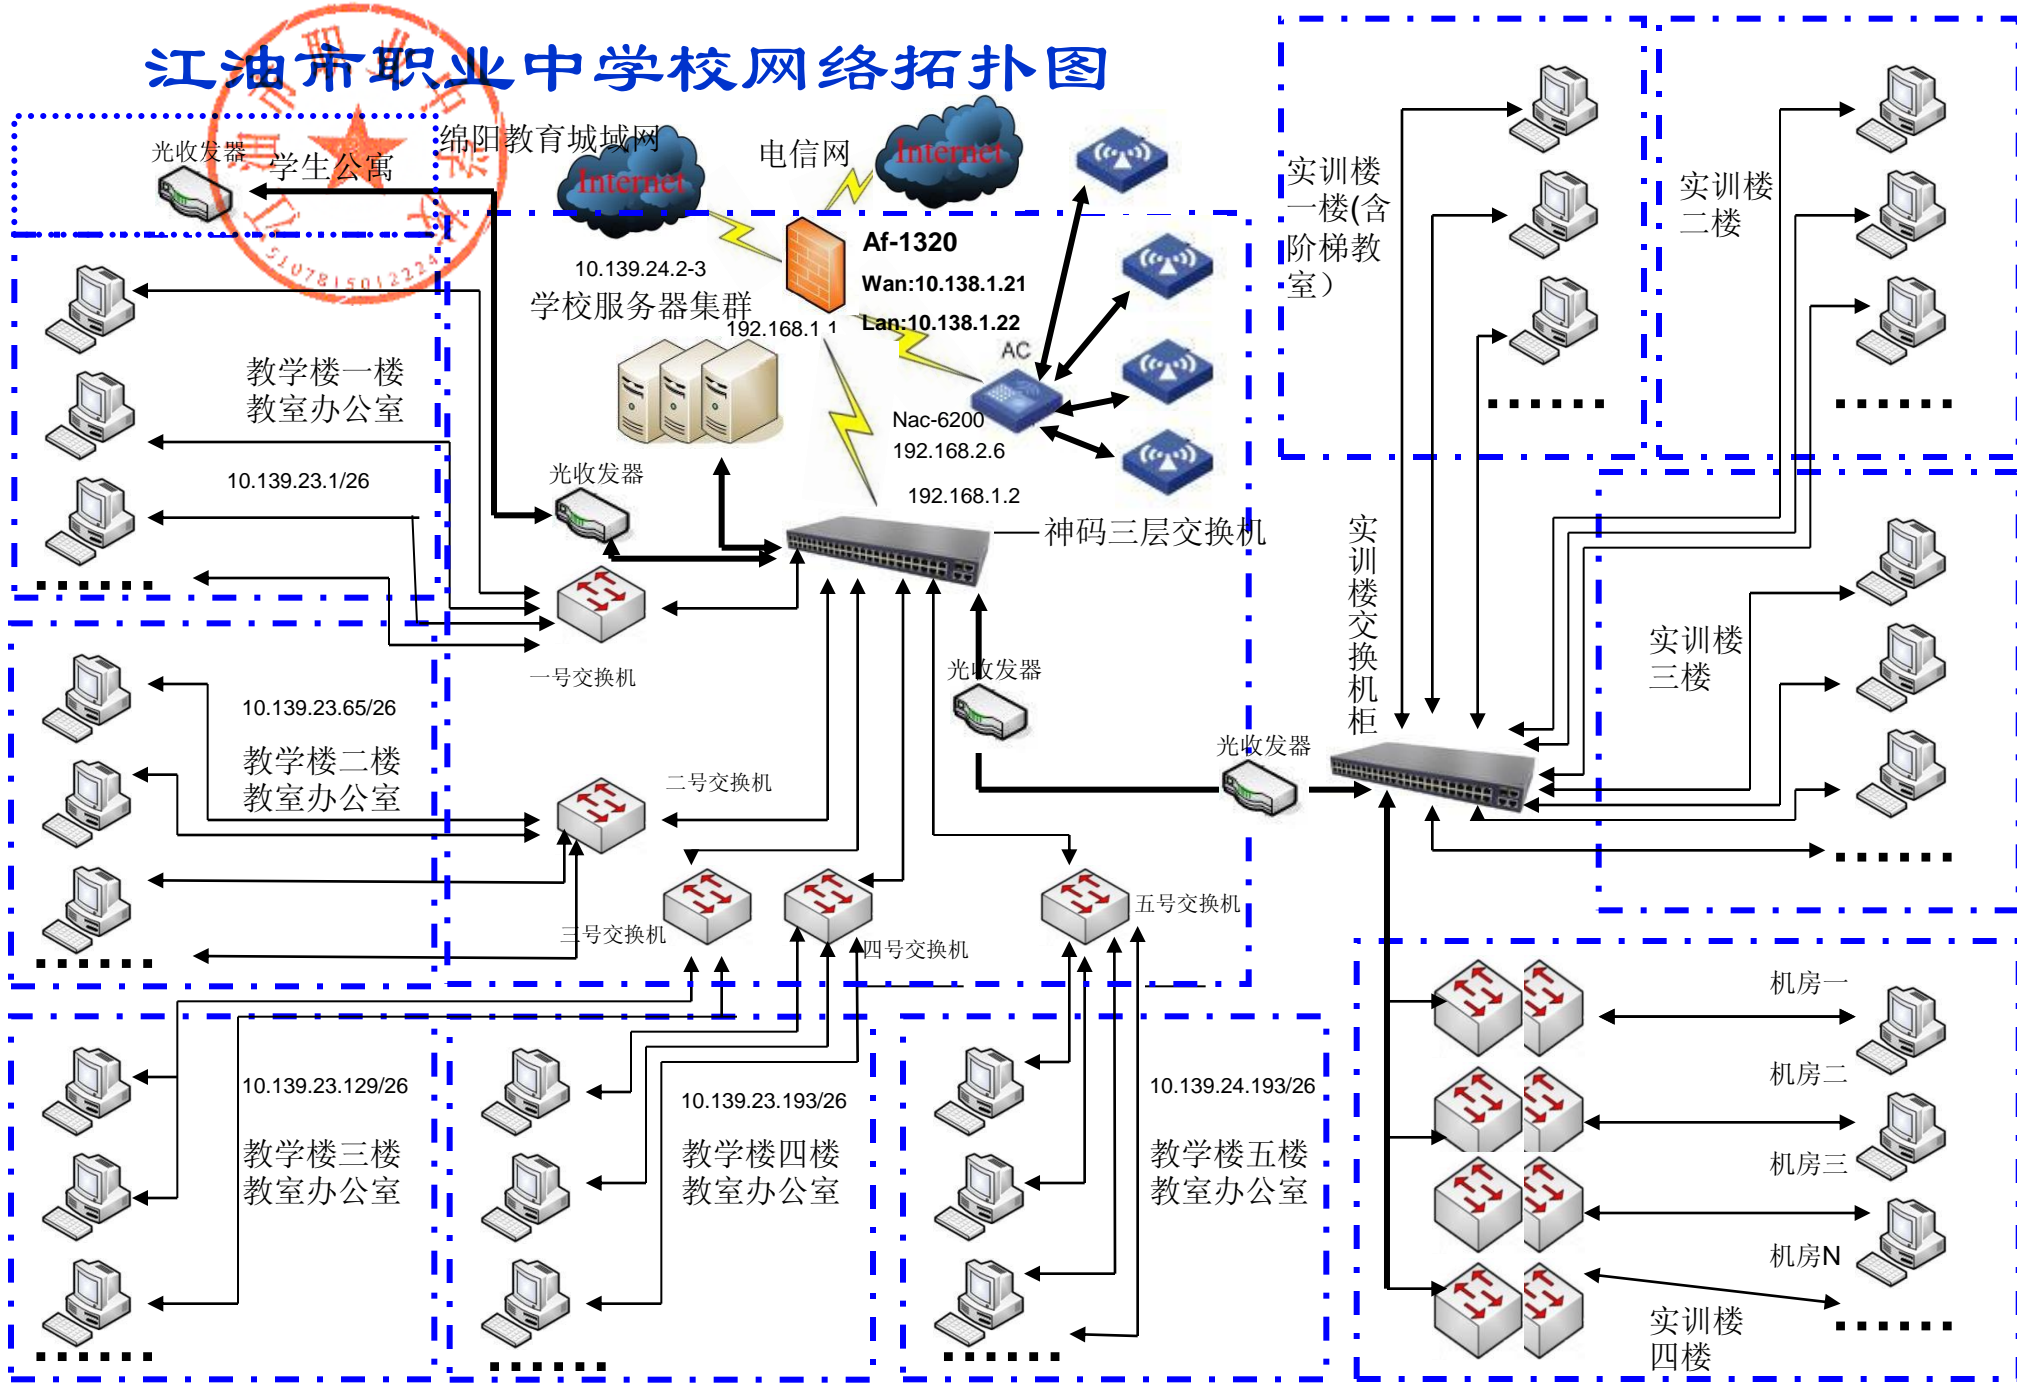 江油市职业中学校网络拓扑图
5107815012224
光收发器
学生公寓
绵阳教育城域网
Internet
电信网
Internet
Af-1320
Wan:10.138.1.21
Lan:10.138.1.22
10.139.24.2-3
学校服务器集群
192.168.1 1
AC
Nac-6200
192.168.2.6
192.168.1.2
神码三层交换机
光收发器
教学楼一楼
教室办公室
10.139.23.1/26
一号交换机
10.139.23.65/26
教学楼二楼
教室办公室
二号交换机
三号交换机
四号交换机
五号交换机
光收发器
光收发器
10.139.23.129/26
教学楼三楼
教室办公室
10.139.23.193/26
教学楼四楼
教室办公室
10.139.24.193/26
教学楼五楼
教室办公室
实训楼
一楼(含
阶梯教
室）
实训楼
二楼
实训楼交换机柜
实训楼
三楼
机房一
机房二
机房三
机房N
实训楼
四楼